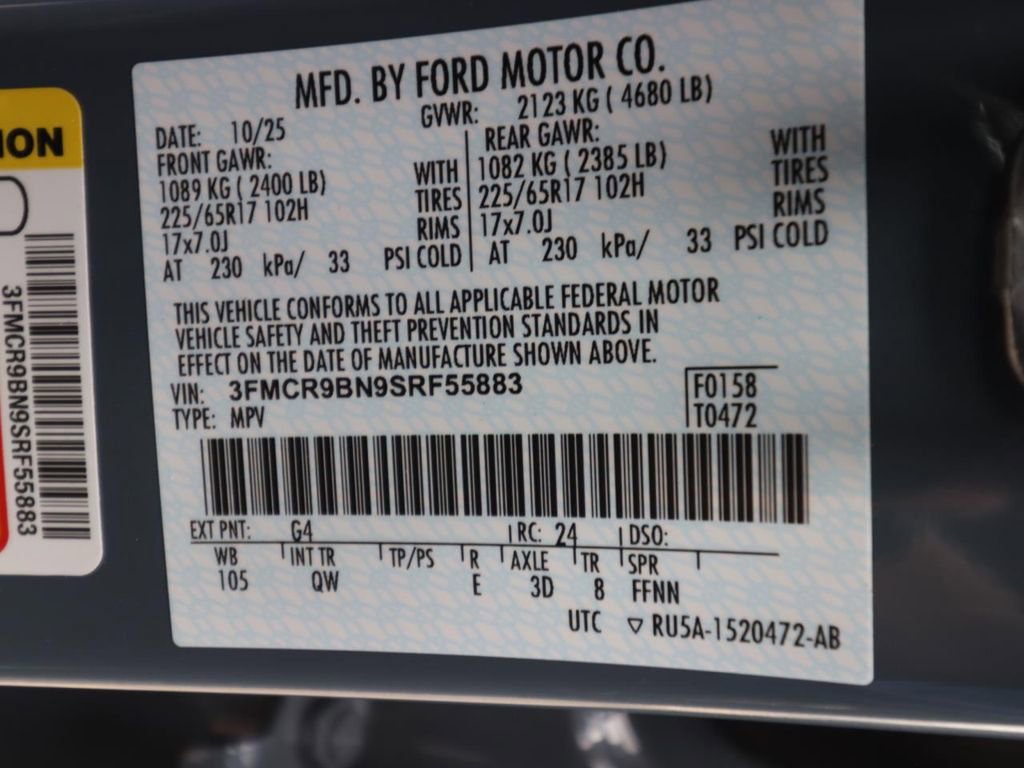 MFD. BY FORD MOTOR CO.
DATE: 10/25
GVWR: 2123 KG ( 4680 LB)
FRONT GAWR:
1089 KG ( 2400 LB)
225/65R17 102H
17x7.0J
WITH
TIRES
RIMS
AT 230 kPa/ 33 PSI COLD
REAR GAWR:
1082 KG ( 2385 LB)
225/65R17 102H
17x7.0J
WITH
TIRES
RIMS
AT 230 kPa/ 33 PSI COLD
THIS VEHICLE CONFORMS TO ALL APPLICABLE FEDERAL MOTOR
VEHICLE SAFETY AND THEFT PREVENTION STANDARDS IN
EFFECT ON THE DATE OF MANUFACTURE SHOWN ABOVE.
VIN: 3FMCR9BN9SRF55883
TYPE: MPV
F0158
T0472
EXT PNT: G4 RC: 24 DSO:
WB INT TR TP/PS R AXLE TR SPR
105 QW E 3D 8 FFNN
UTC ▽ RU5A-1520472-AB
ION
3FMCR9BN9SRF55883